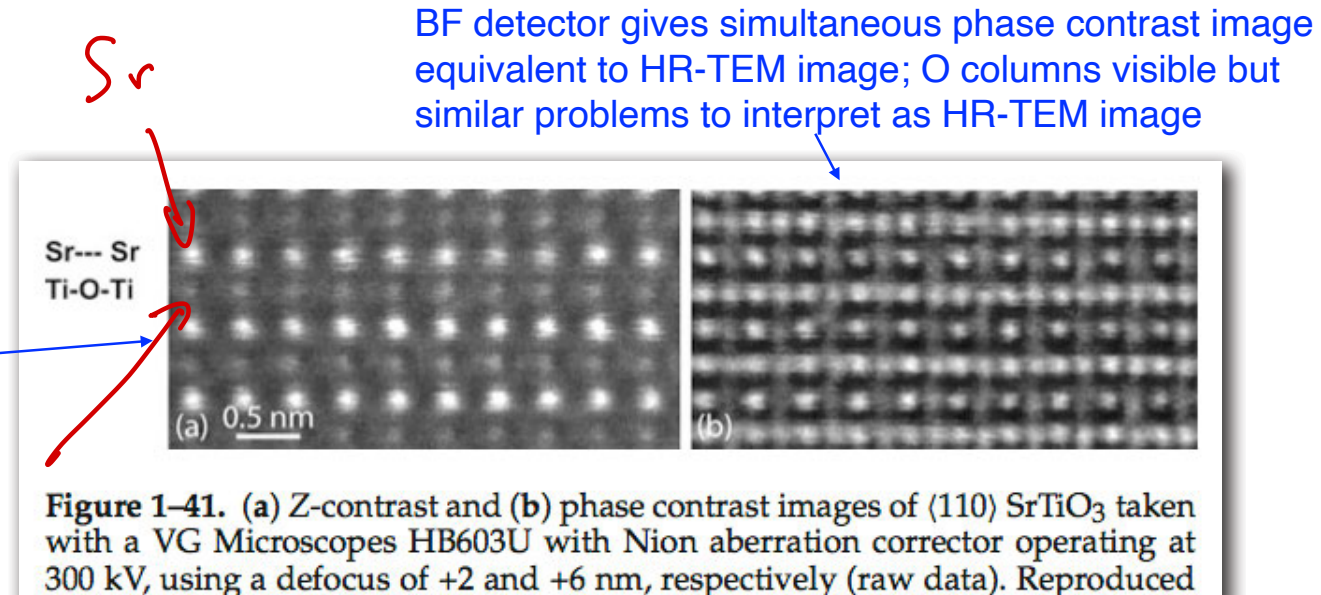 BF detector gives simultaneous phase contrast image
equivalent to HR-TEM image; O columns visible but
similar problems to interpret as HR-TEM image
Sr
Sr--- Sr
Ti-O-Ti
(a) 0.5 nm
(b)
Figure 1–41. (a) Z-contrast and (b) phase contrast images of ⟨110⟩ SrTiO₃ taken
with a VG Microscopes HB603U with Nion aberration corrector operating at
300 kV, using a defocus of +2 and +6 nm, respectively (raw data). Reproduced